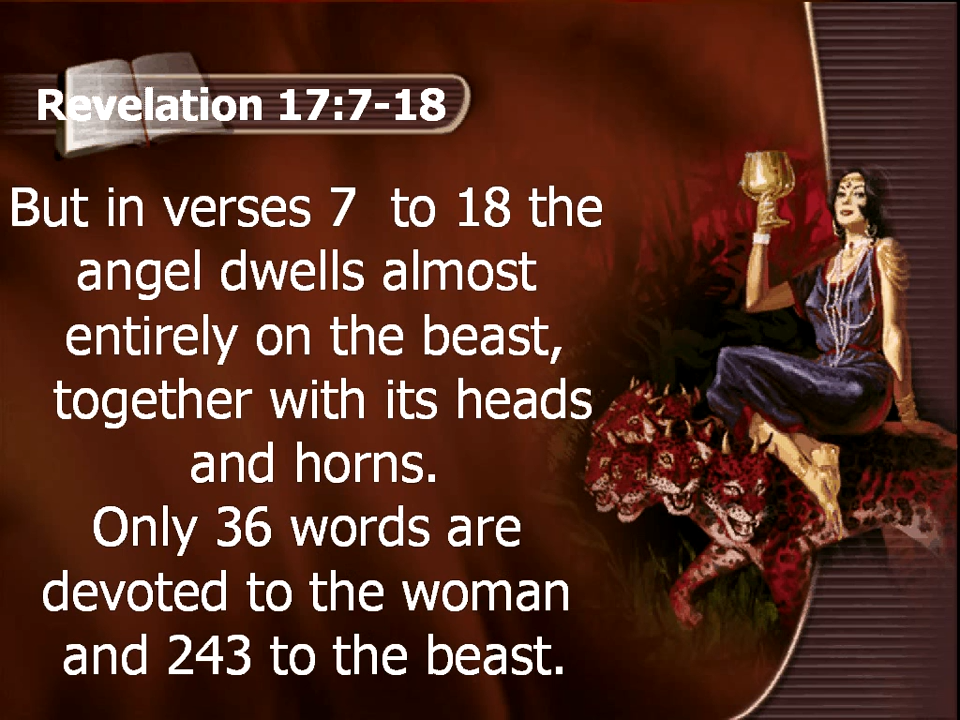 Revelation 17:7-18
But in verses 7 to 18 the
angel dwells almost
entirely on the beast,
together with its heads
and horns.
Only 36 words are
devoted to the woman
and 243 to the beast.